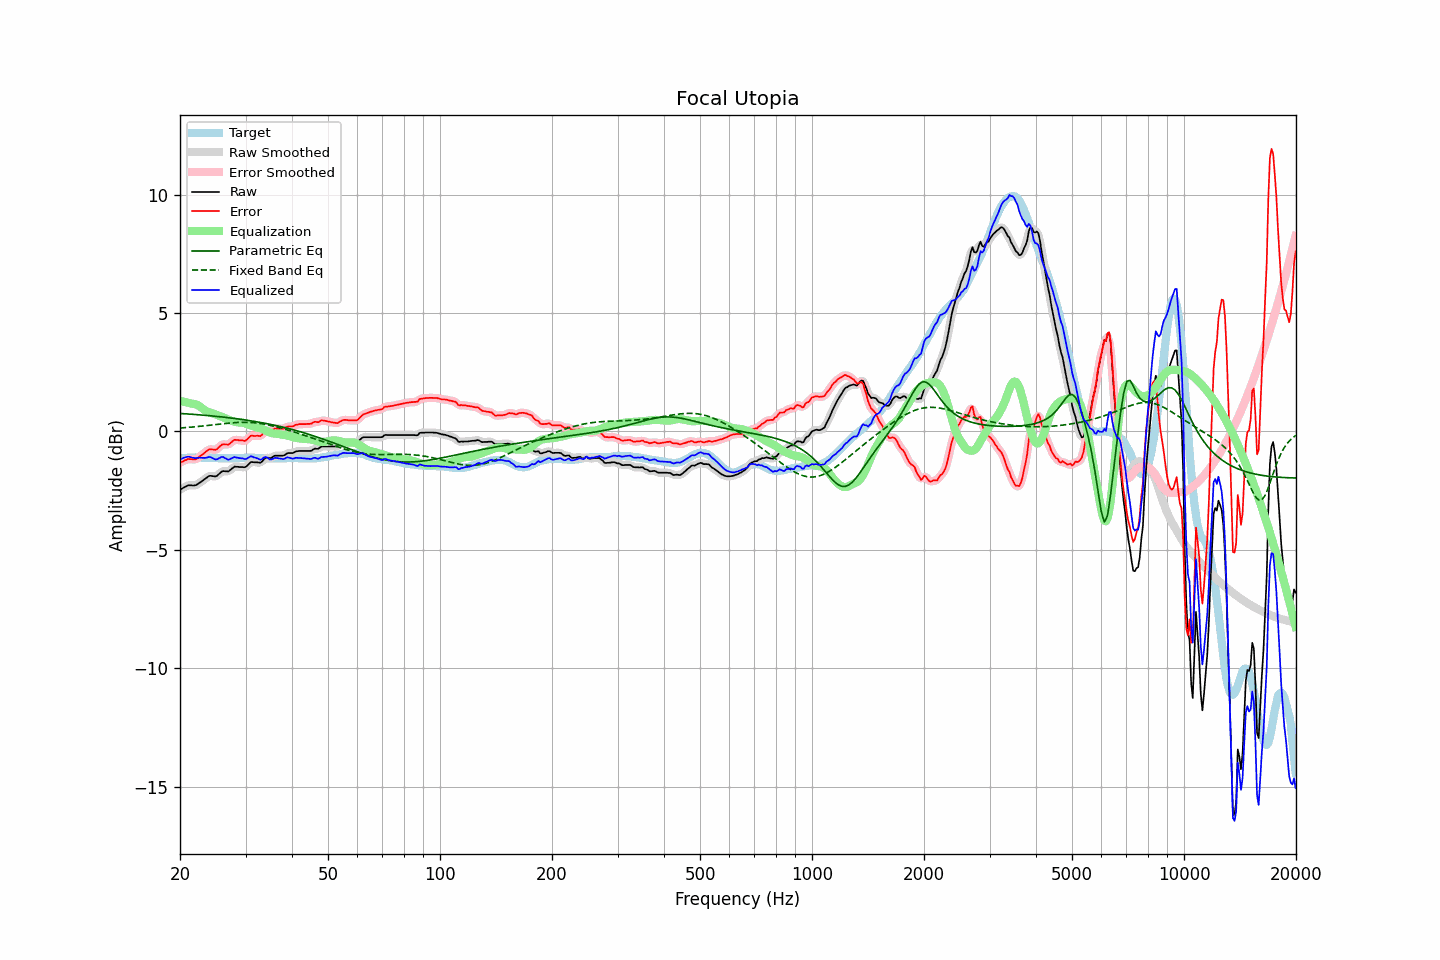 Focal Utopia
Target
Raw Smoothed
Error Smoothed
Raw
Error
Equalization
Parametric Eq
Fixed Band Eq
Equalized
10
5
0
−5
−10
−15
Amplitude (dBr)
20 50 100 200 500 1000 2000 5000 10000 20000
Frequency (Hz)